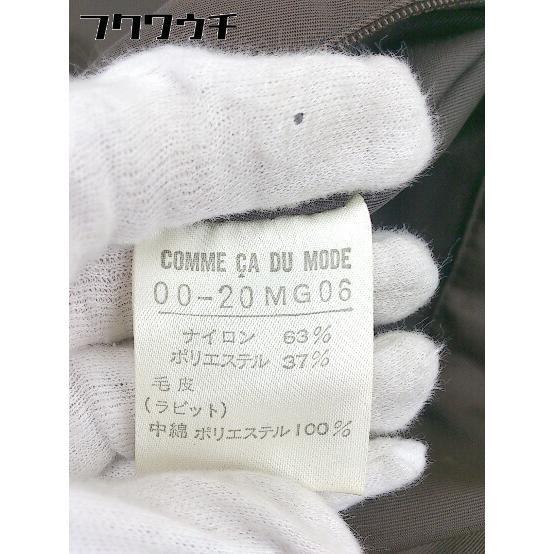 フクウウチ
COMME ÇA DU MODE
00-20MG06
ナイロン 63%
ポリエステル 37%
毛皮
(ラビット)
中綿 ポリエステル100%